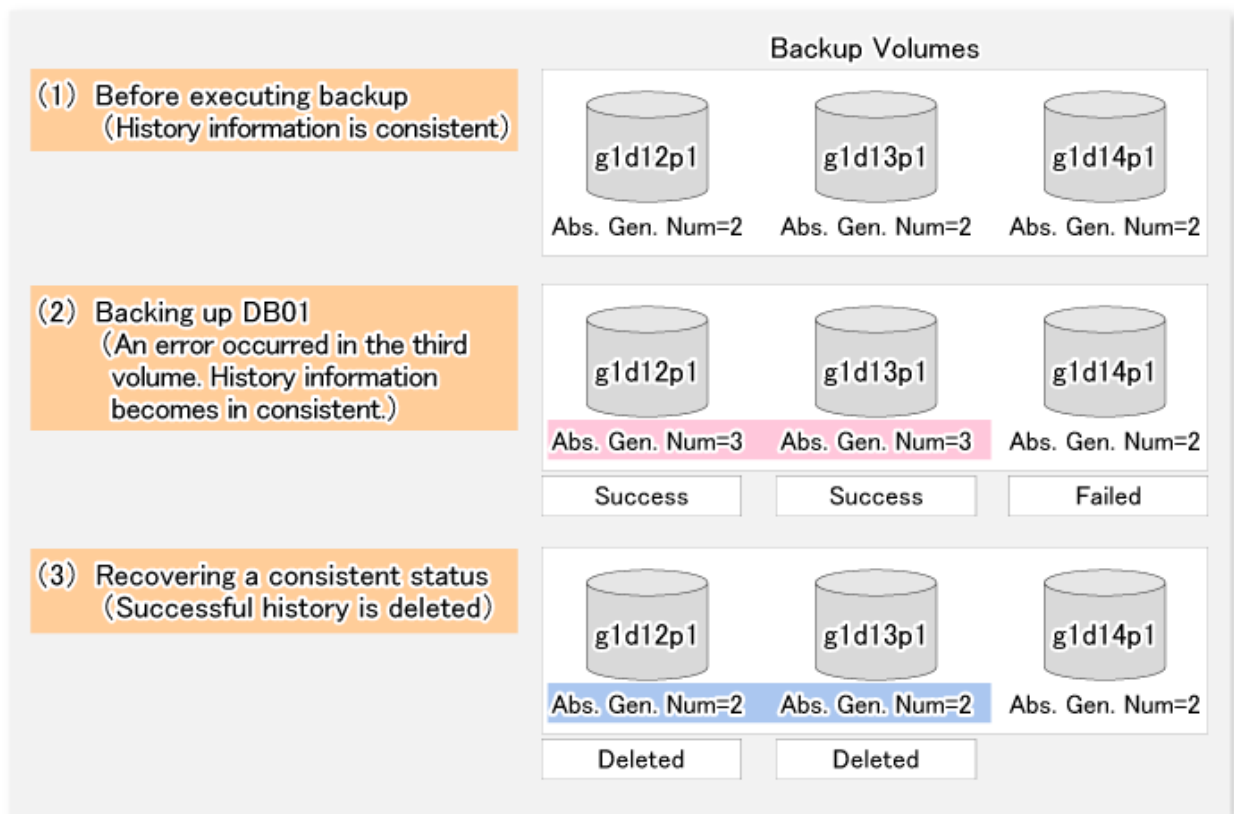 Backup Volumes
(1) Before executing backup
(History information is consistent)
g1d12p1 g1d13p1 g1d14p1
Abs. Gen. Num=2 Abs. Gen. Num=2 Abs. Gen. Num=2
(2) Backing up DB01
(An error occurred in the third
volume. History information
becomes in consistent.)
g1d12p1 g1d13p1 g1d14p1
Abs. Gen. Num=3 Abs. Gen. Num=3 Abs. Gen. Num=2
Success Success Failed
(3) Recovering a consistent status
(Successful history is deleted)
g1d12p1 g1d13p1 g1d14p1
Abs. Gen. Num=2 Abs. Gen. Num=2 Abs. Gen. Num=2
Deleted Deleted